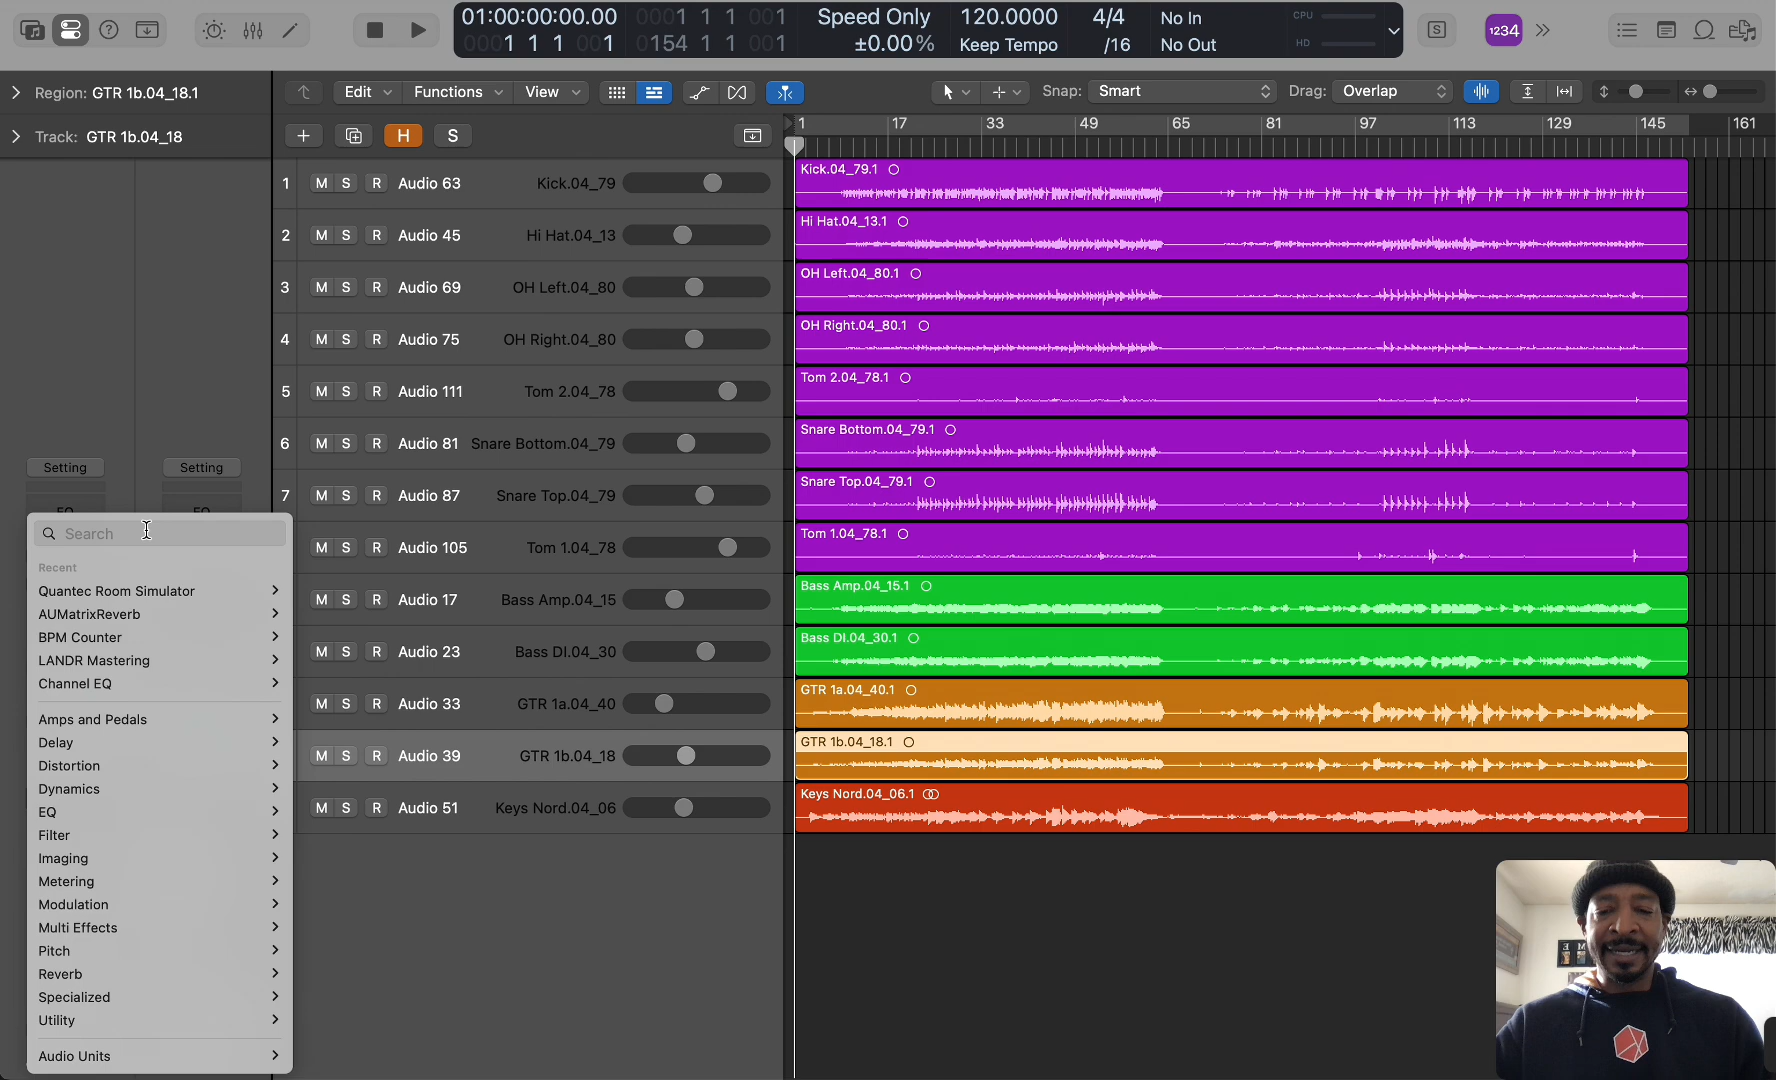 01:00:00:00.00
0001 1 1 001
0001 1 1 001
0154 1 1 001
Speed Only
±0.00%
120.0000
Keep Tempo
4/4
/16
No In
No Out
CPU
HD
S
1234
Region: GTR 1b.04_18.1
Edit
Functions
View
Snap: Smart
Drag: Overlap
Track: GTR 1b.04_18
H
S
1
17
33
49
65
81
97
113
129
145
161
1 M S R Audio 63 Kick.04_79
Kick.04_79.1
2 M S R Audio 45 Hi Hat.04_13
Hi Hat.04_13.1
3 M S R Audio 69 OH Left.04_80
OH Left.04_80.1
4 M S R Audio 75 OH Right.04_80
OH Right.04_80.1
5 M S R Audio 111 Tom 2.04_78
Tom 2.04_78.1
6 M S R Audio 81 Snare Bottom.04_79
Snare Bottom.04_79.1
7 M S R Audio 87 Snare Top.04_79
Snare Top.04_79.1
M S R Audio 105 Tom 1.04_78
Tom 1.04_78.1
M S R Audio 17 Bass Amp.04_15
Bass Amp.04_15.1
M S R Audio 23 Bass DI.04_30
Bass DI.04_30.1
M S R Audio 33 GTR 1a.04_40
GTR 1a.04_40.1
M S R Audio 39 GTR 1b.04_18
GTR 1b.04_18.1
M S R Audio 51 Keys Nord.04_06
Keys Nord.04_06.1
Setting
Setting
EQ
EQ
Search
Recent
Quantec Room Simulator
AUMatrixReverb
BPM Counter
LANDR Mastering
Channel EQ
Amps and Pedals
Delay
Distortion
Dynamics
EQ
Filter
Imaging
Metering
Modulation
Multi Effects
Pitch
Reverb
Specialized
Utility
Audio Units